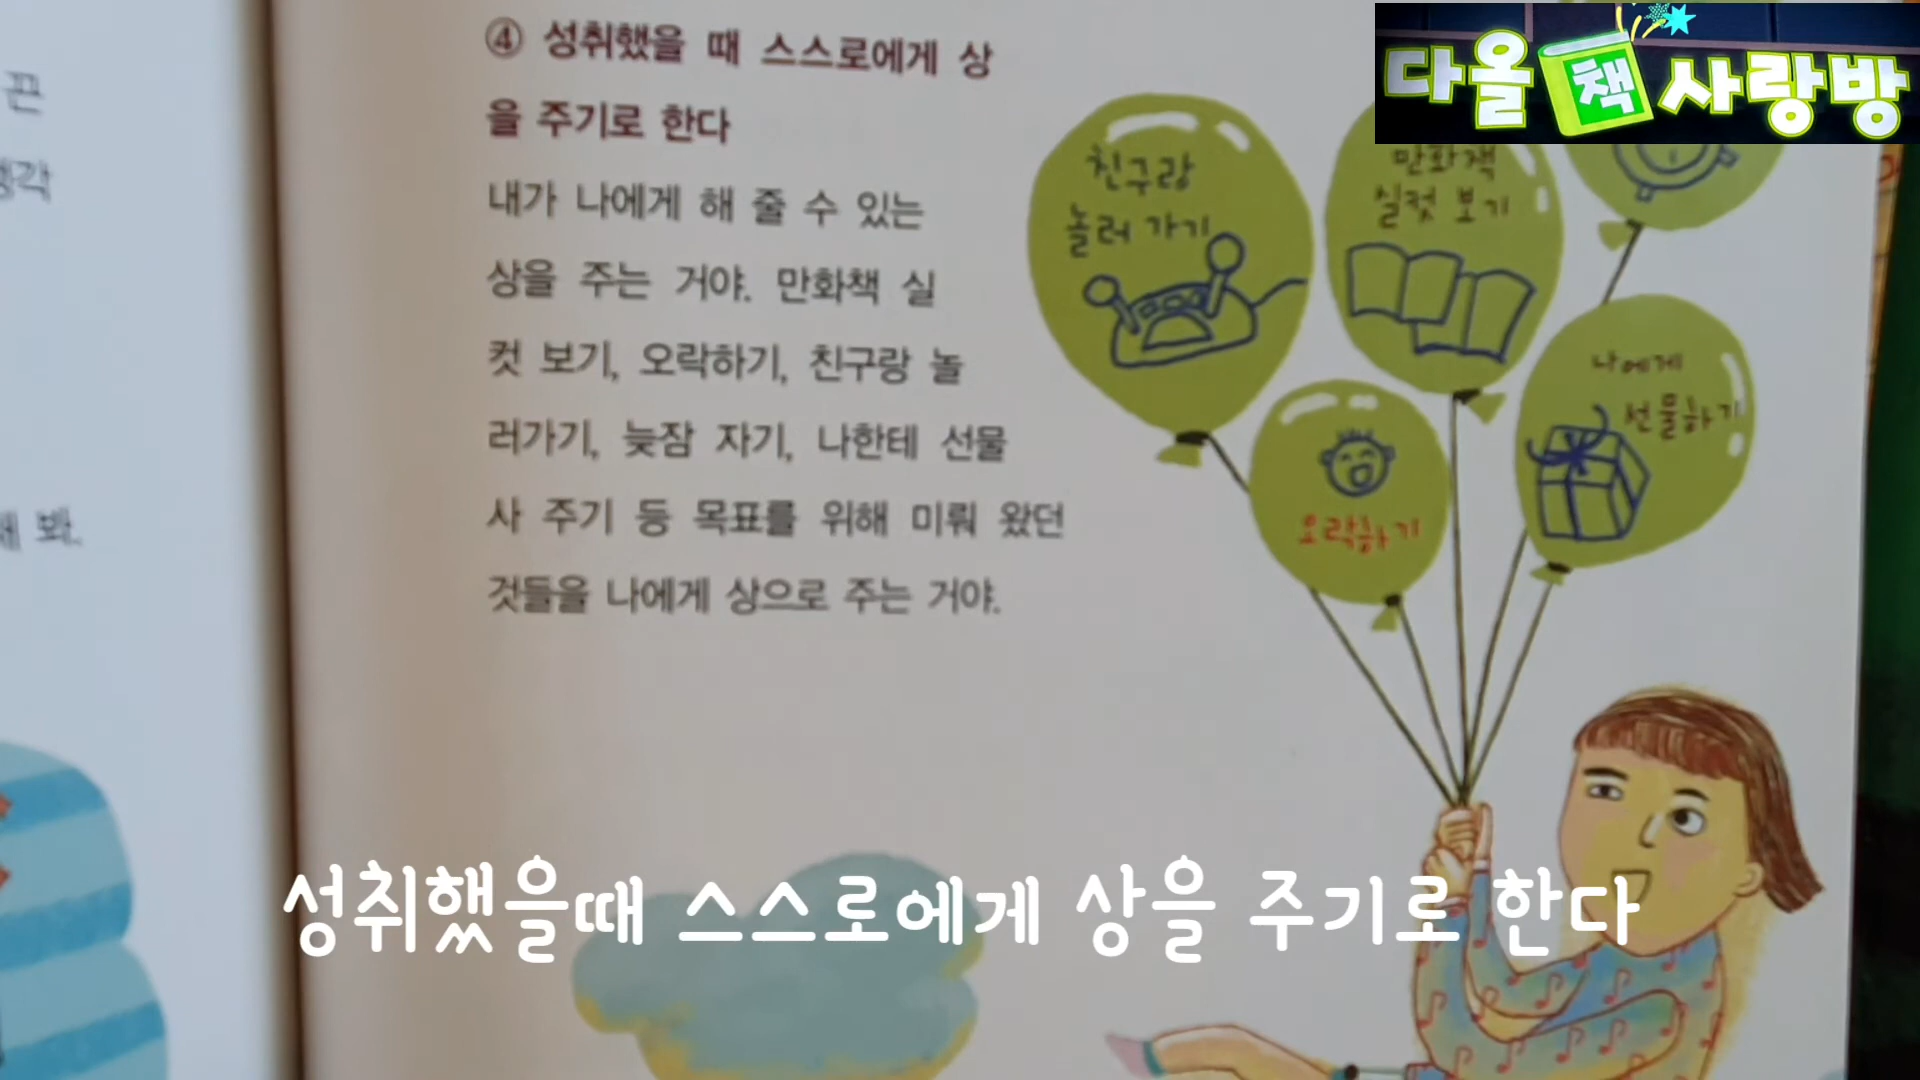 끈
생각
해 봐.
④ 성취했을 때 스스로에게 상
을 주기로 한다
내가 나에게 해 줄 수 있는
상을 주는 거야. 만화책 실
컷 보기, 오락하기, 친구랑 놀
러가기, 늦잠 자기, 나한테 선물
사 주기 등 목표를 위해 미뤄 왔던
것들을 나에게 상으로 주는 거야.
다올 책 사랑방
친구랑
놀러 가기
만화책
실컷 보기
나에게
선물하기
오락하기
성취했을때 스스로에게 상을 주기로 한다